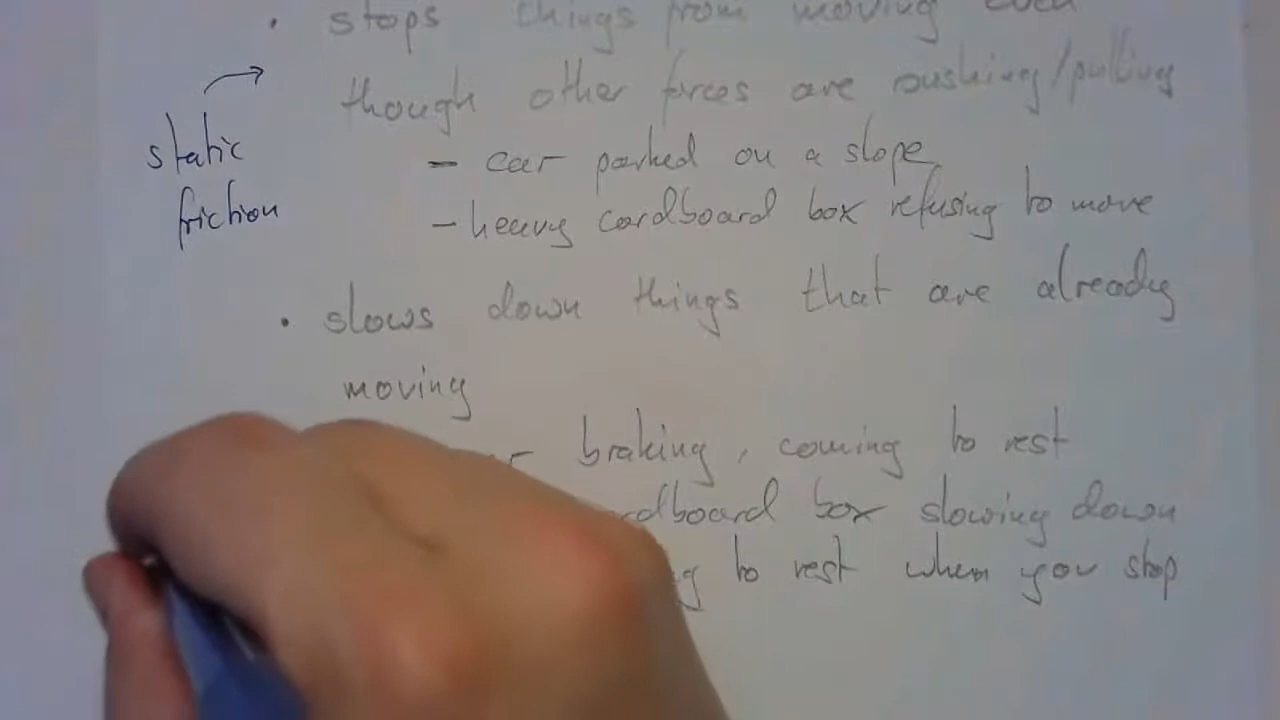 • stops things from moving even
though other forces are pushing/pulling
static
friction
- car parked on a slope
- heavy cardboard box refusing to move
• slows down things that are already
moving
braking, coming to rest
box slowing down
to rest when you stop